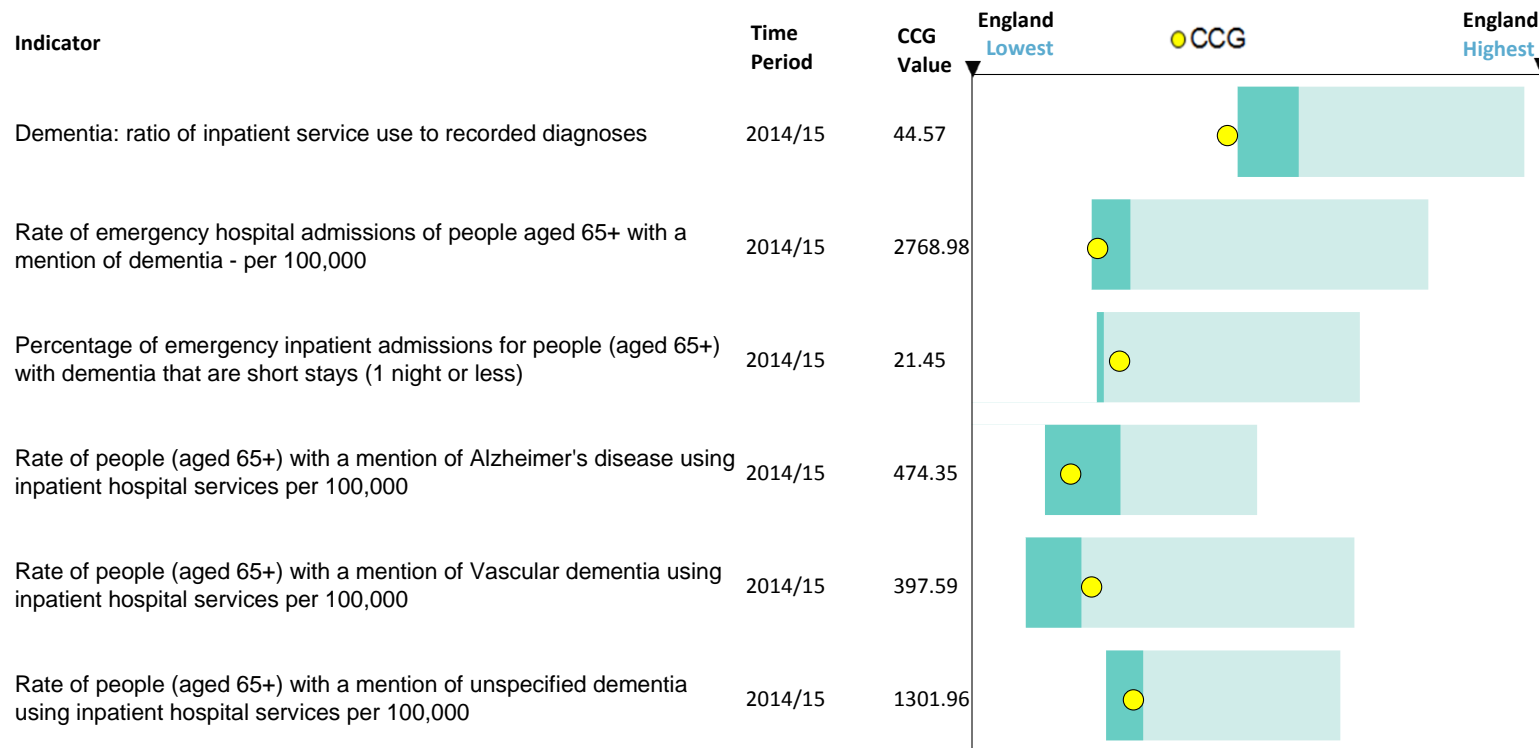 Indicator
Time
Period
CCG
Value
England
Lowest
CCG
England
Highest
Dementia: ratio of inpatient service use to recorded diagnoses 2014/15 44.57
Rate of emergency hospital admissions of people aged 65+ with a
mention of dementia - per 100,000
2014/15 2768.98
Percentage of emergency inpatient admissions for people (aged 65+)
with dementia that are short stays (1 night or less)
2014/15 21.45
Rate of people (aged 65+) with a mention of Alzheimer's disease using
inpatient hospital services per 100,000
2014/15 474.35
Rate of people (aged 65+) with a mention of Vascular dementia using
inpatient hospital services per 100,000
2014/15 397.59
Rate of people (aged 65+) with a mention of unspecified dementia
using inpatient hospital services per 100,000
2014/15 1301.96